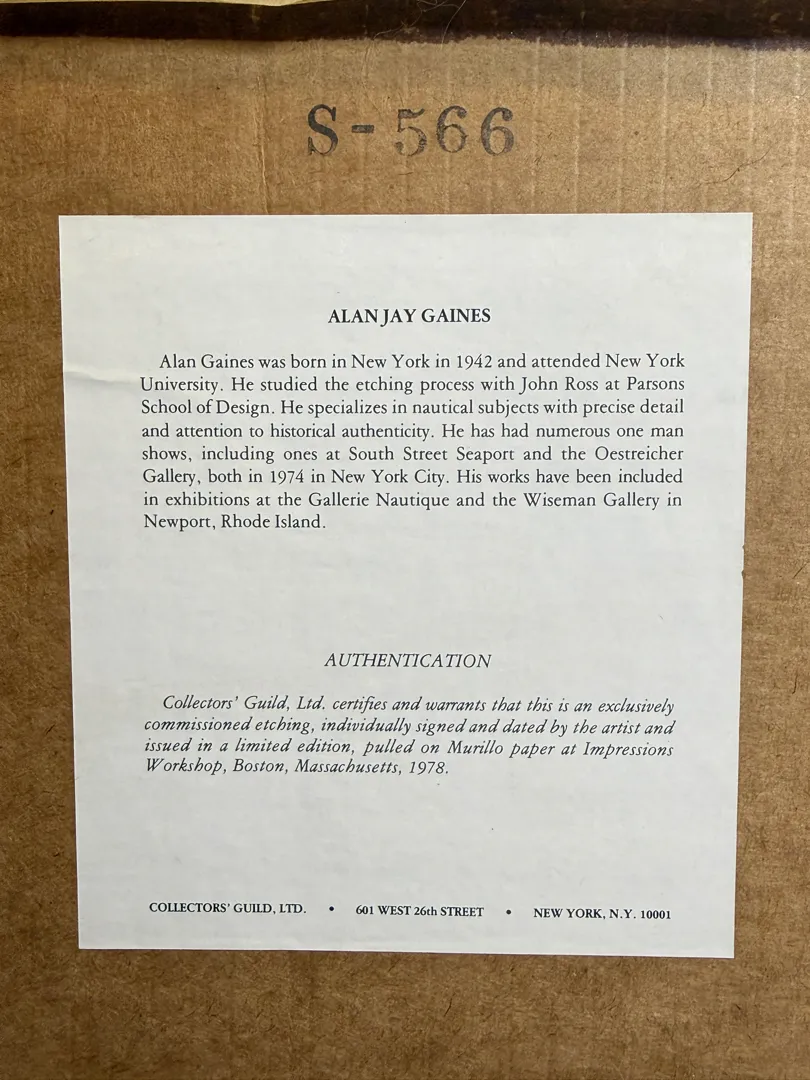 S-566
ALAN JAY GAINES
Alan Gaines was born in New York in 1942 and attended New York
University. He studied the etching process with John Ross at Parsons
School of Design. He specializes in nautical subjects with precise detail
and attention to historical authenticity. He has had numerous one man
shows, including ones at South Street Seaport and the Oestreicher
Gallery, both in 1974 in New York City. His works have been included
in exhibitions at the Gallerie Nautique and the Wiseman Gallery in
Newport, Rhode Island.
AUTHENTICATION
Collectors' Guild, Ltd. certifies and warrants that this is an exclusively
commissioned etching, individually signed and dated by the artist and
issued in a limited edition, pulled on Murillo paper at Impressions
Workshop, Boston, Massachusetts, 1978.
COLLECTORS' GUILD, LTD. • 601 WEST 26th STREET • NEW YORK, N.Y. 10001